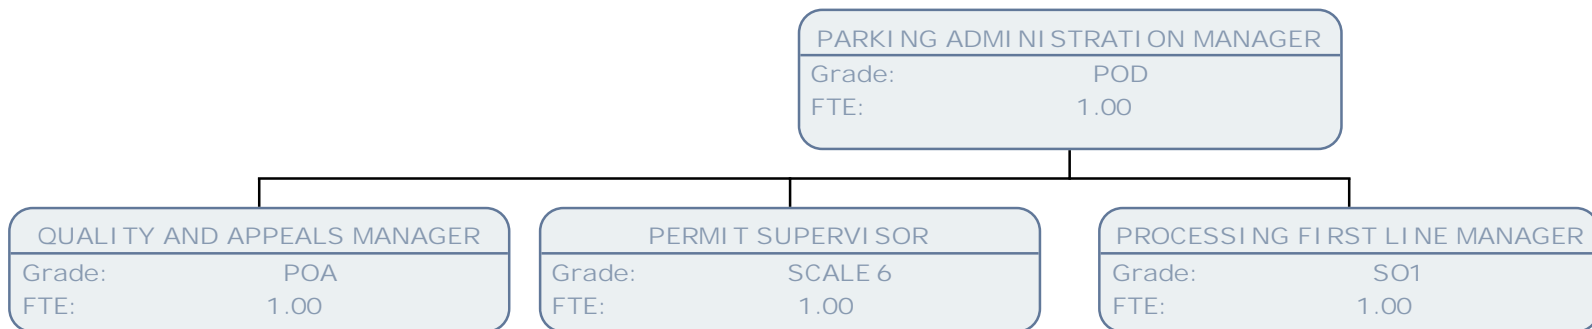 PARKING ADMINISTRATION MANAGER
Grade: POD
FTE: 1.00
QUALITY AND APPEALS MANAGER
Grade: POA
FTE: 1.00
PERMIT SUPERVISOR
Grade: SCALE 6
FTE: 1.00
PROCESSING FIRST LINE MANAGER
Grade: SO1
FTE: 1.00